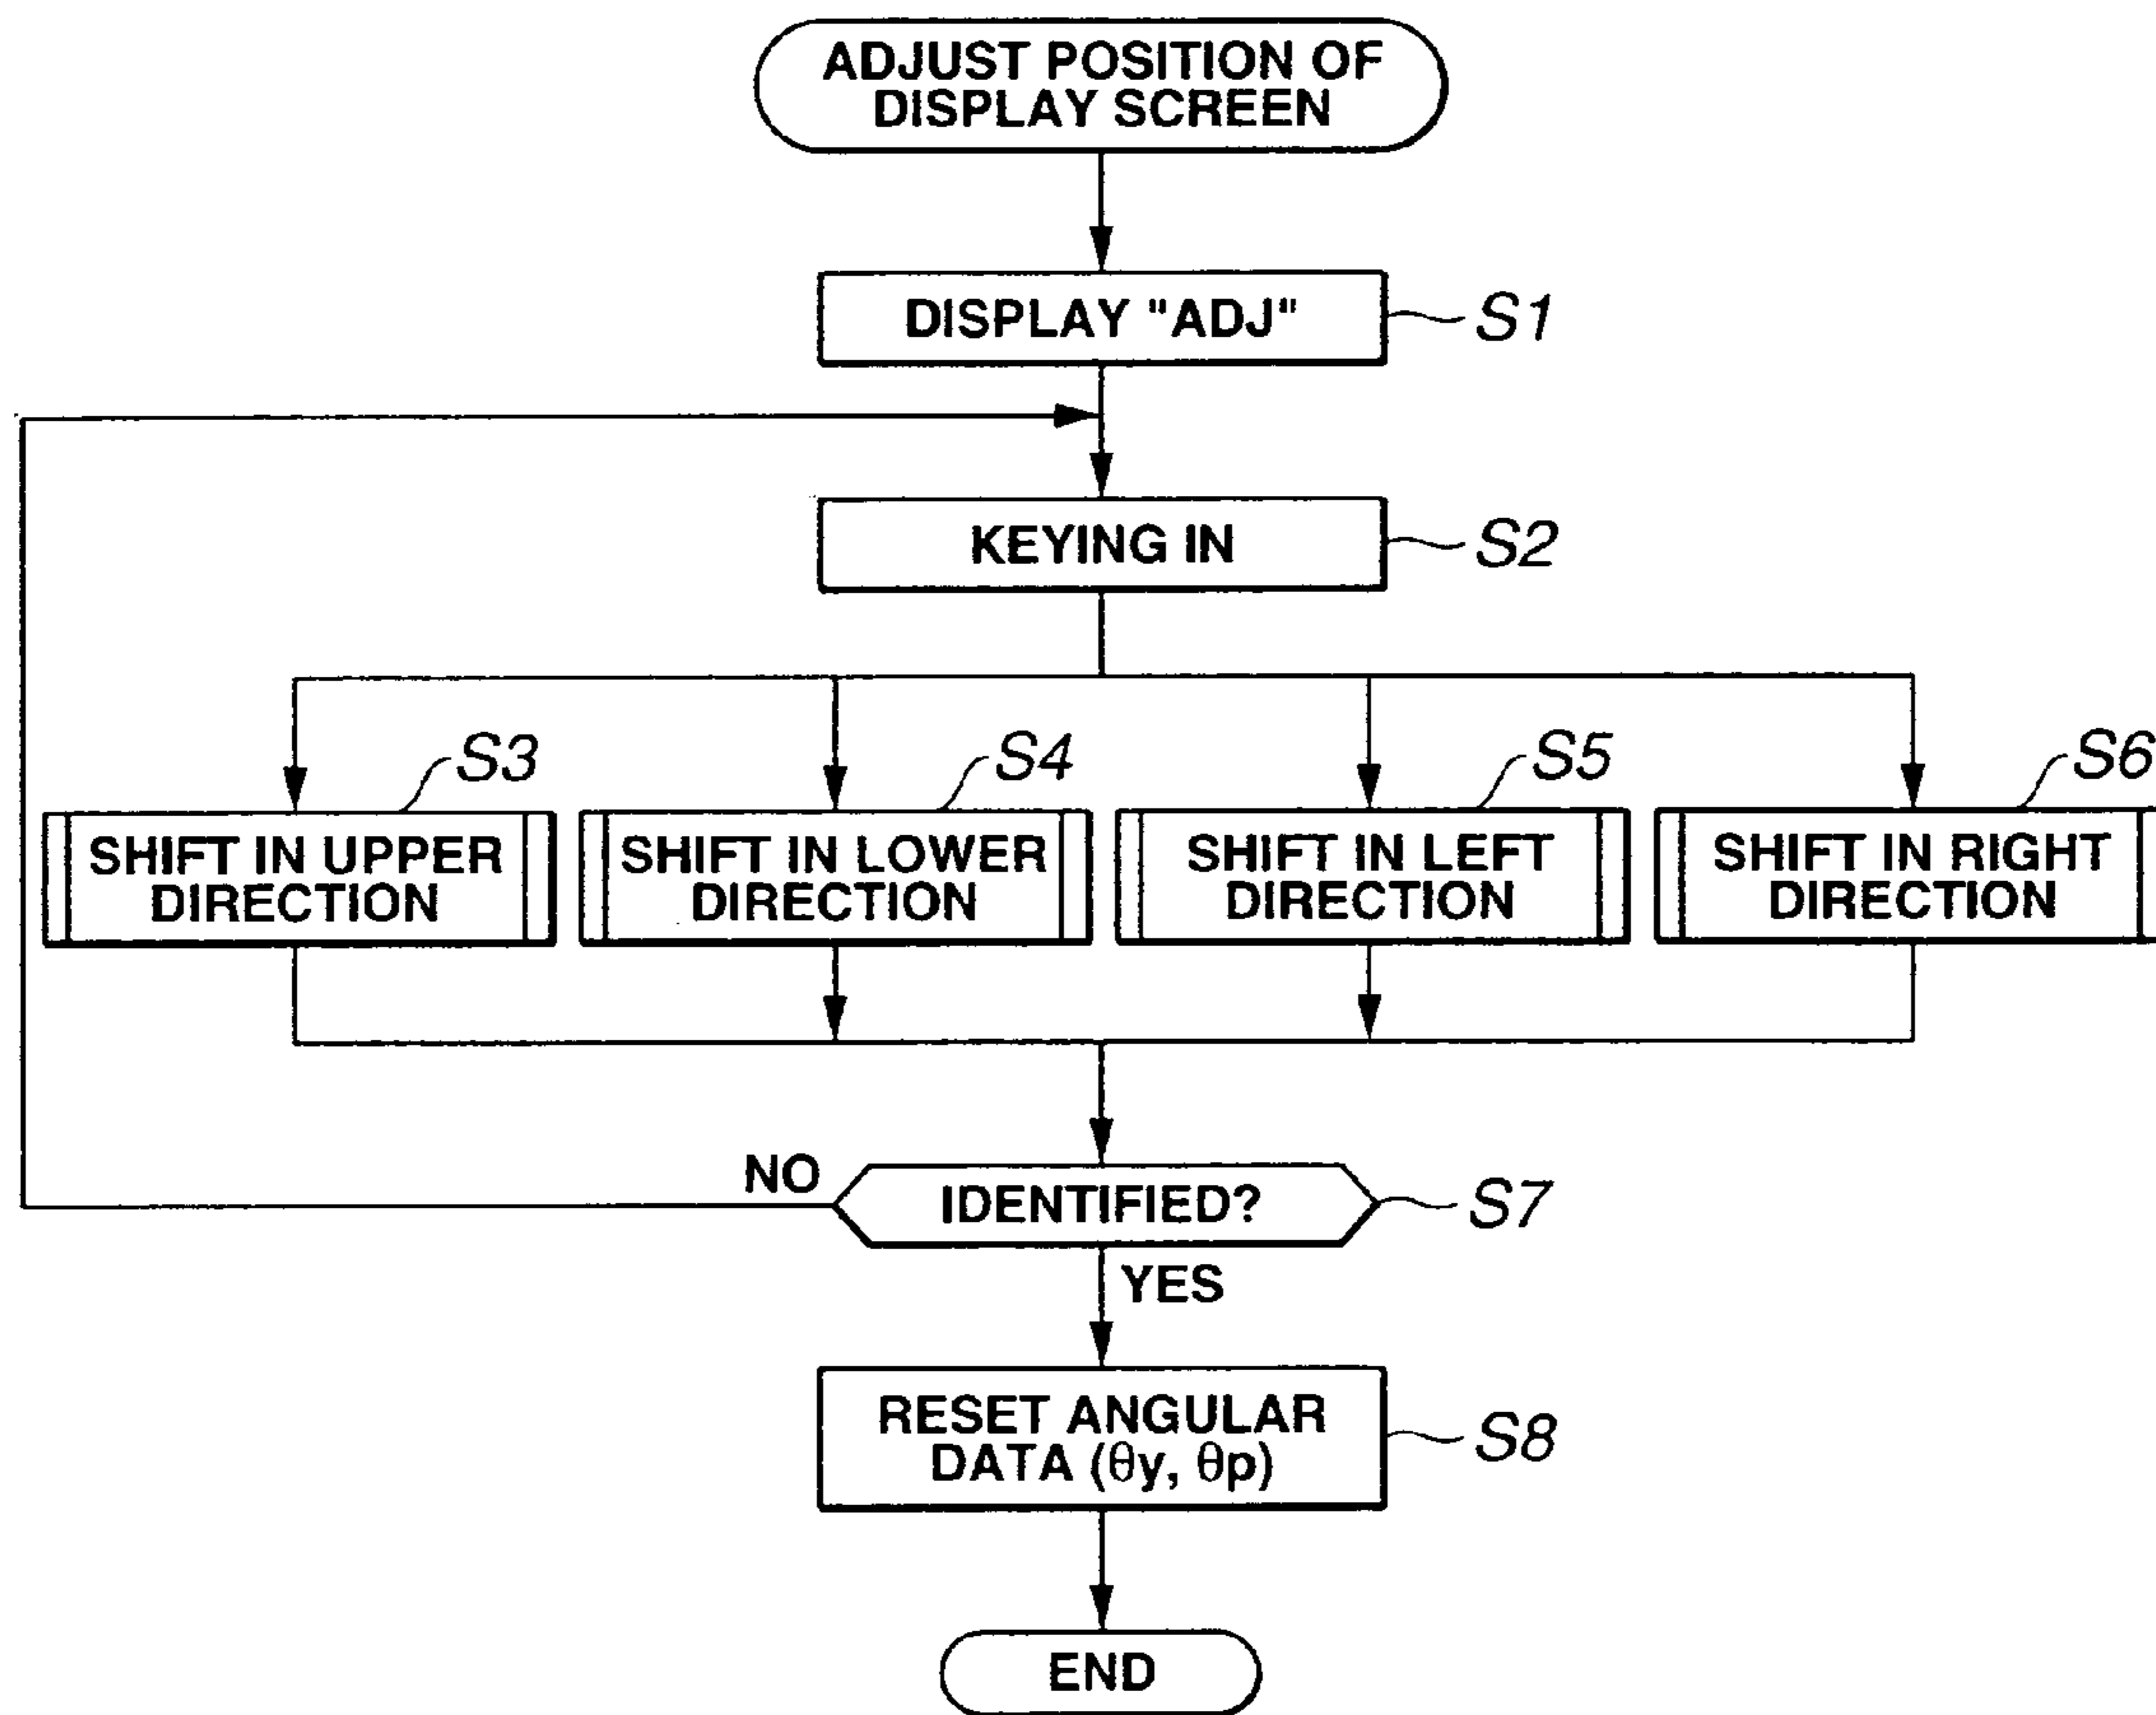 ADJUST POSITION OF
DISPLAY SCREEN
DISPLAY "ADJ"
S1
KEYING IN
S2
S3
S4
S5
S6
SHIFT IN UPPER
DIRECTION
SHIFT IN LOWER
DIRECTION
SHIFT IN LEFT
DIRECTION
SHIFT IN RIGHT
DIRECTION
NO
IDENTIFIED?
S7
YES
RESET ANGULAR
DATA (θy, θp)
S8
END